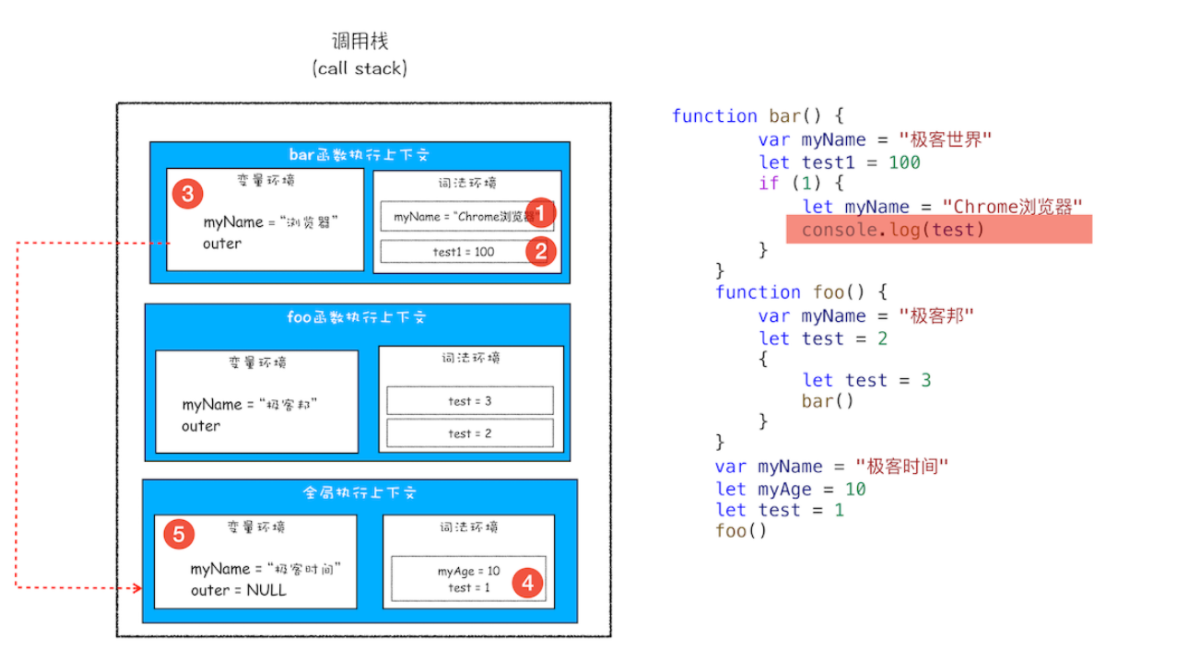 调用栈
(call stack)
bar函数执行上下文
变量环境
3
myName = "浏览器"
outer
词法环境
myName = "Chrome浏览器"
1
test1 = 100
2
foo函数执行上下文
变量环境
myName = "极客邦"
outer
词法环境
test = 3
test = 2
全局执行上下文
变量环境
5
myName = "极客时间"
outer = NULL
词法环境
myAge = 10
test = 1
4
function bar() {
var myName = "极客世界"
let test1 = 100
if (1) {
let myName = "Chrome浏览器"
console.log(test)
}
}
function foo() {
var myName = "极客邦"
let test = 2
{
let test = 3
bar()
}
}
var myName = "极客时间"
let myAge = 10
let test = 1
foo()